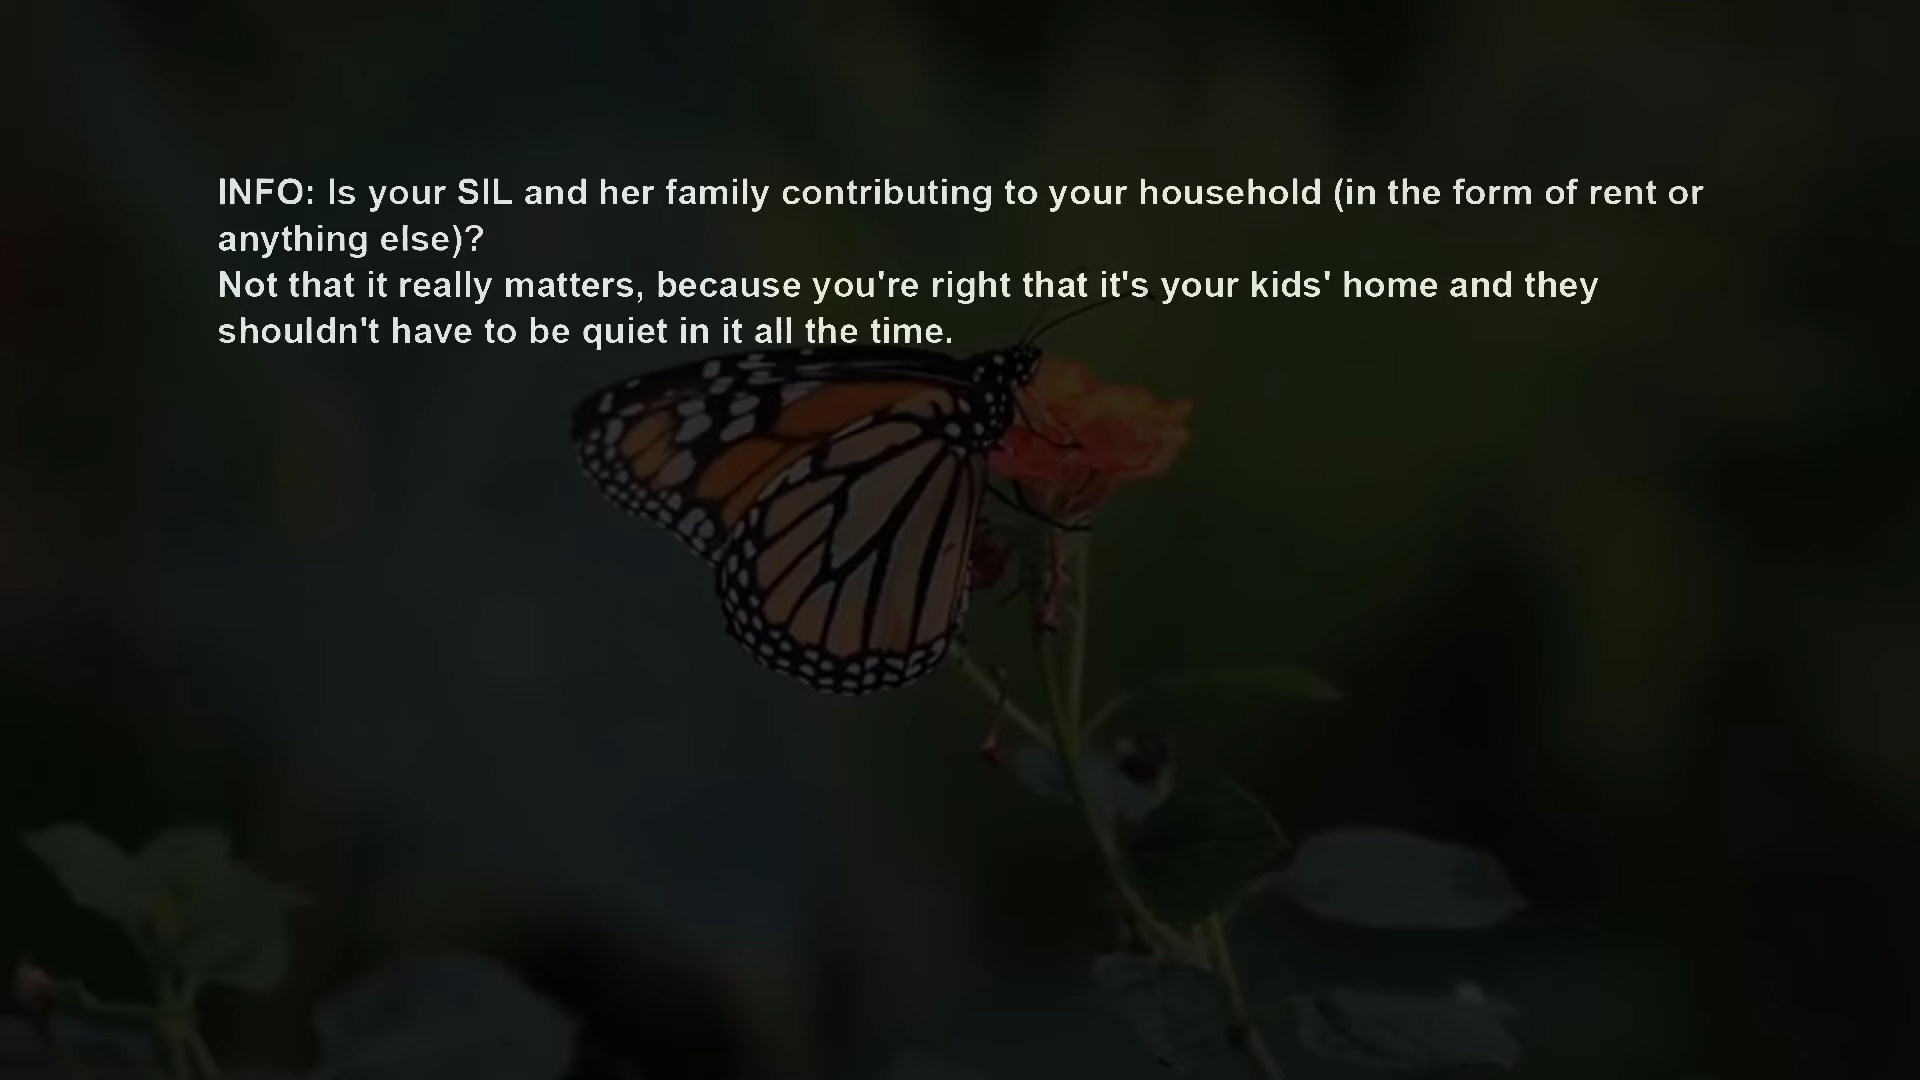 INFO: Is your SIL and her family contributing to your household (in the form of rent or
anything else)?
Not that it really matters, because you're right that it's your kids' home and they
shouldn't have to be quiet in it all the time.